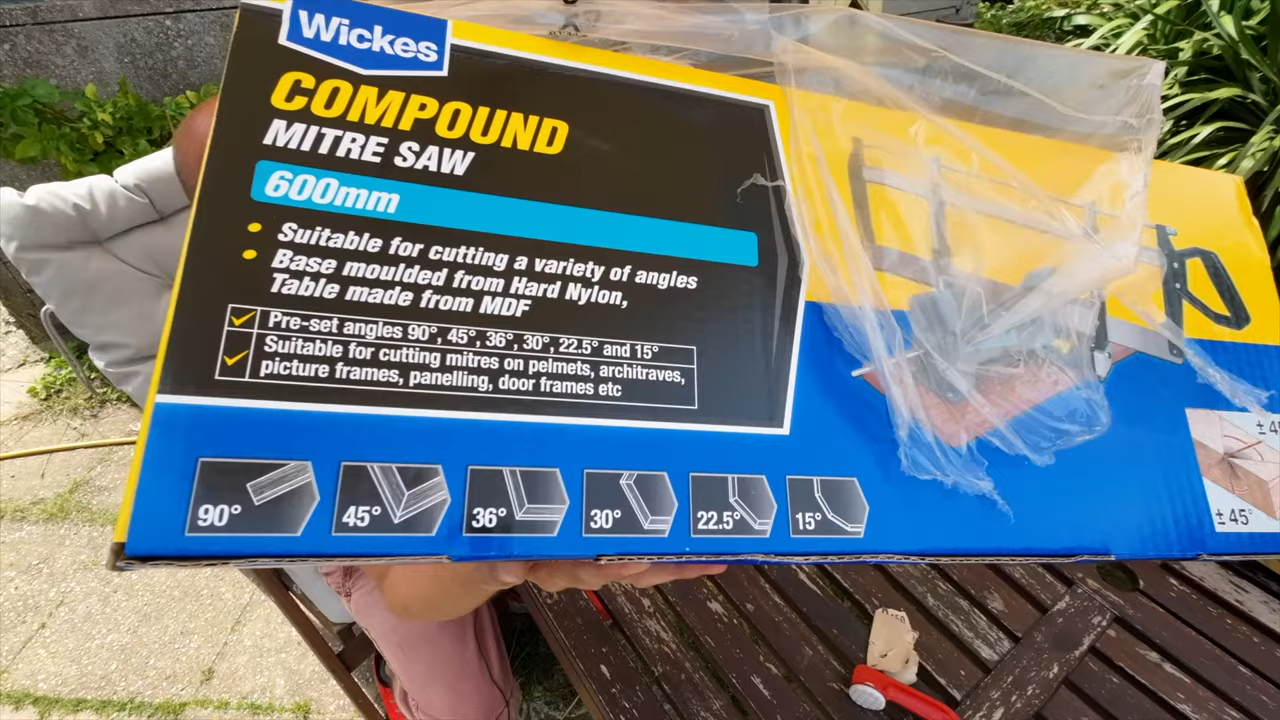 Wickes
COMPOUND
MITRE SAW
600mm
Suitable for cutting a variety of angles
Base moulded from Hard Nylon,
Table made from MDF
Pre-set angles 90°, 45°, 36°, 30°, 22.5° and 15°
Suitable for cutting mitres on pelmets, architraves,
picture frames, panelling, door frames etc
90°
45°
36°
30°
22.5°
15°
± 45°